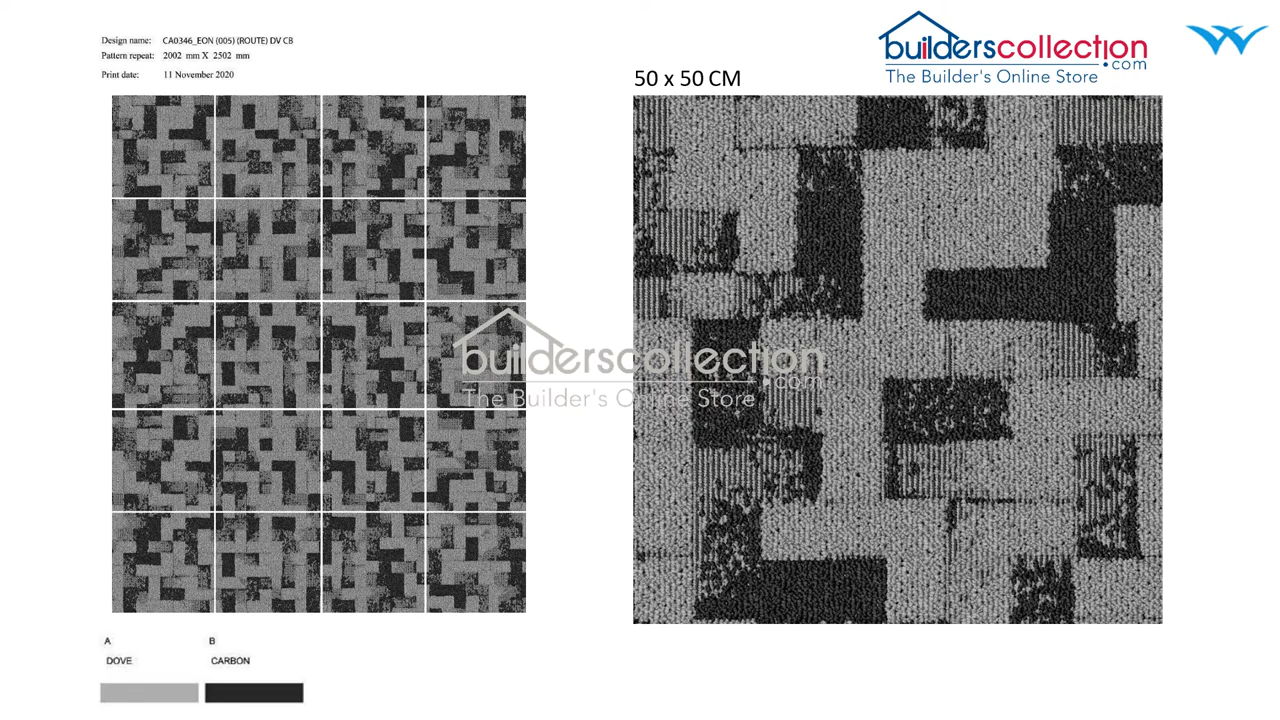 Design name: CA0346_EON (005) (ROUTE) DV CB
Pattern repeat: 2002 mm X 2502 mm
Print date: 11 November 2020
builderscollection
.com
The Builder's Online Store
50 x 50 CM
builderscollection
.com
The Builder's Online Store
A B
DOVE CARBON